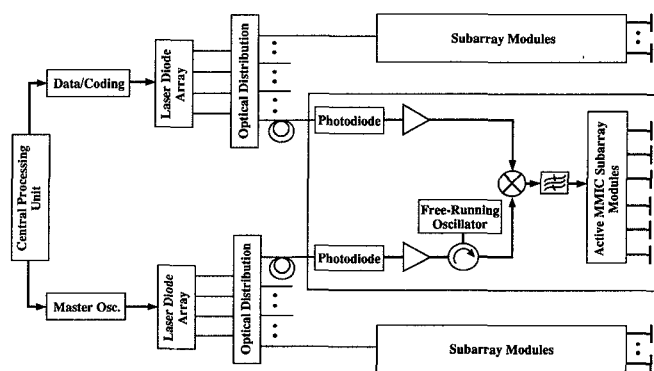 Subarray Modules
Data/Coding
Laser Diode
Array
Optical Distribution
Photodiode
Central Processing
Unit
Free-Running
Oscillator
Active MMIC Subarray
Modules
Photodiode
Master Osc.
Laser Diode
Array
Optical Distribution
Subarray Modules